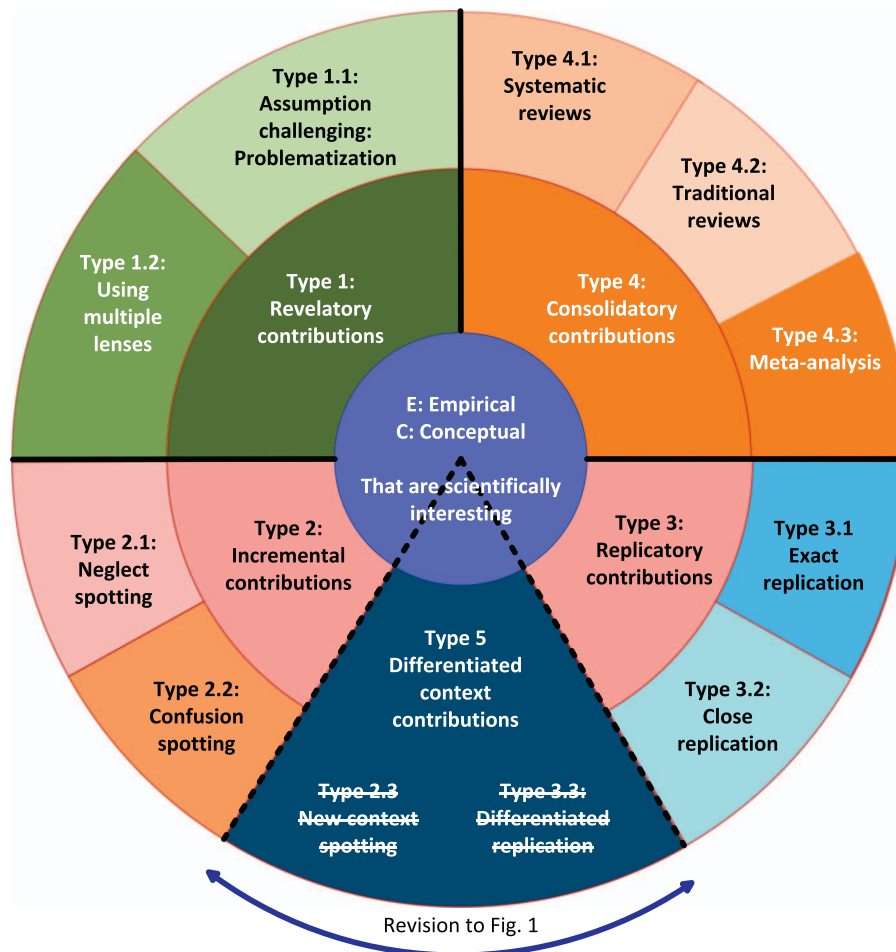 Type 1.1:
Assumption
challenging:
Problematization
Type 4.1:
Systematic
reviews
Type 4.2:
Traditional
reviews
Type 1.2:
Using
multiple
lenses
Type 1:
Revelatory
contributions
Type 4:
Consolidatory
contributions
Type 4.3:
Meta-analysis
E: Empirical
C: Conceptual
That are scientifically
interesting
Type 2.1:
Neglect
spotting
Type 2:
Incremental
contributions
Type 3:
Replicatory
contributions
Type 3.1
Exact
replication
Type 2.2:
Confusion
spotting
Type 5
Differentiated
context
contributions
Type 3.2:
Close
replication
Type 2.3
New context
spotting
Type 3.3:
Differentiated
replication
Revision to Fig. 1